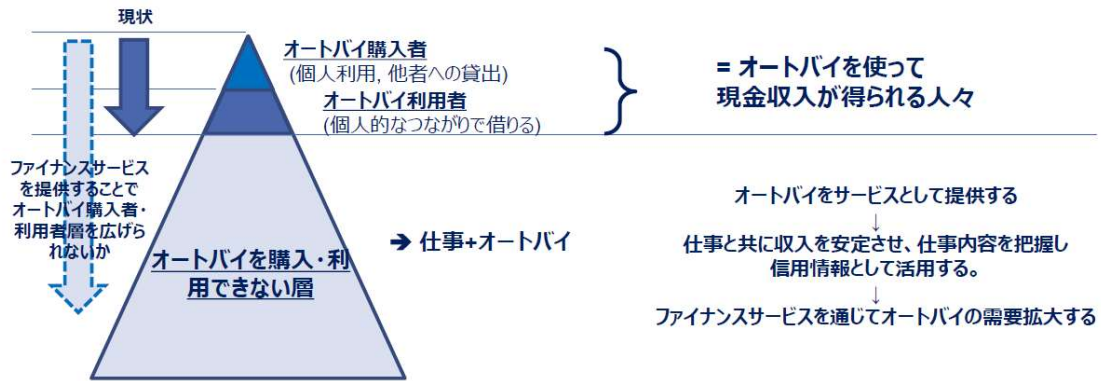 現状
オートバイ購入者
(個人利用, 他者への貸出)
オートバイ利用者
(個人的なつながりで借りる)
= オートバイを使って
現金収入が得られる人々
ファイナンスサービス
を提供することで
オートバイ購入者・
利用者層を広げら
れないか
オートバイを購入・利
用できない層
➔ 仕事+オートバイ
オートバイをサービスとして提供する
↓
仕事と共に収入を安定させ、仕事内容を把握し
信用情報として活用する。
↓
ファイナンスサービスを通じてオートバイの需要拡大する